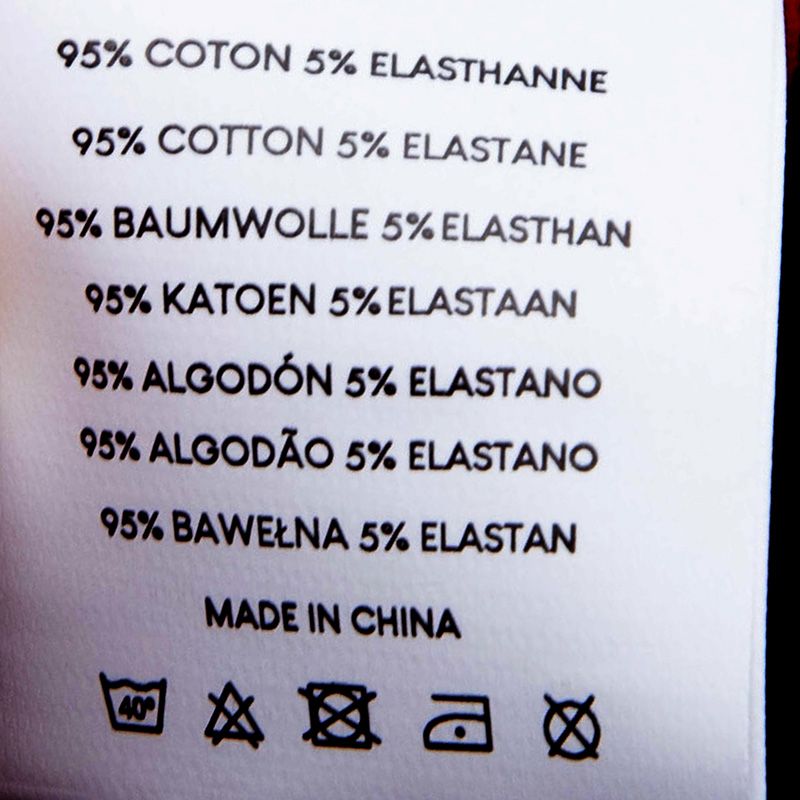 95% COTON 5% ELASTHANNE
95% COTTON 5% ELASTANE
95% BAUMWOLLE 5% ELASTHAN
95% KATOEN 5% ELASTAAN
95% ALGODÓN 5% ELASTANO
95% ALGODÃO 5% ELASTANO
95% BAWEŁNA 5% ELASTAN
MADE IN CHINA
40°